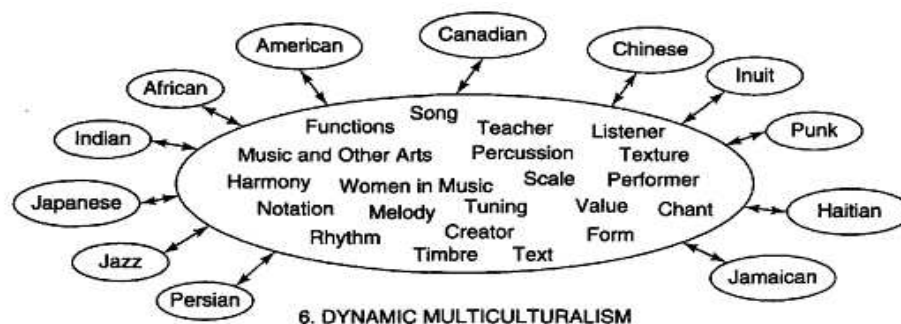 American
Canadian
Chinese
African
Inuit
Indian
Punk
Japanese
Haitian
Jazz
Jamaican
Persian
Song
Functions
Teacher
Listener
Music and Other Arts
Percussion
Texture
Harmony
Women in Music
Scale
Performer
Notation
Melody
Tuning
Value
Chant
Rhythm
Creator
Form
Timbre
Text
6. DYNAMIC MULTICULTURALISM